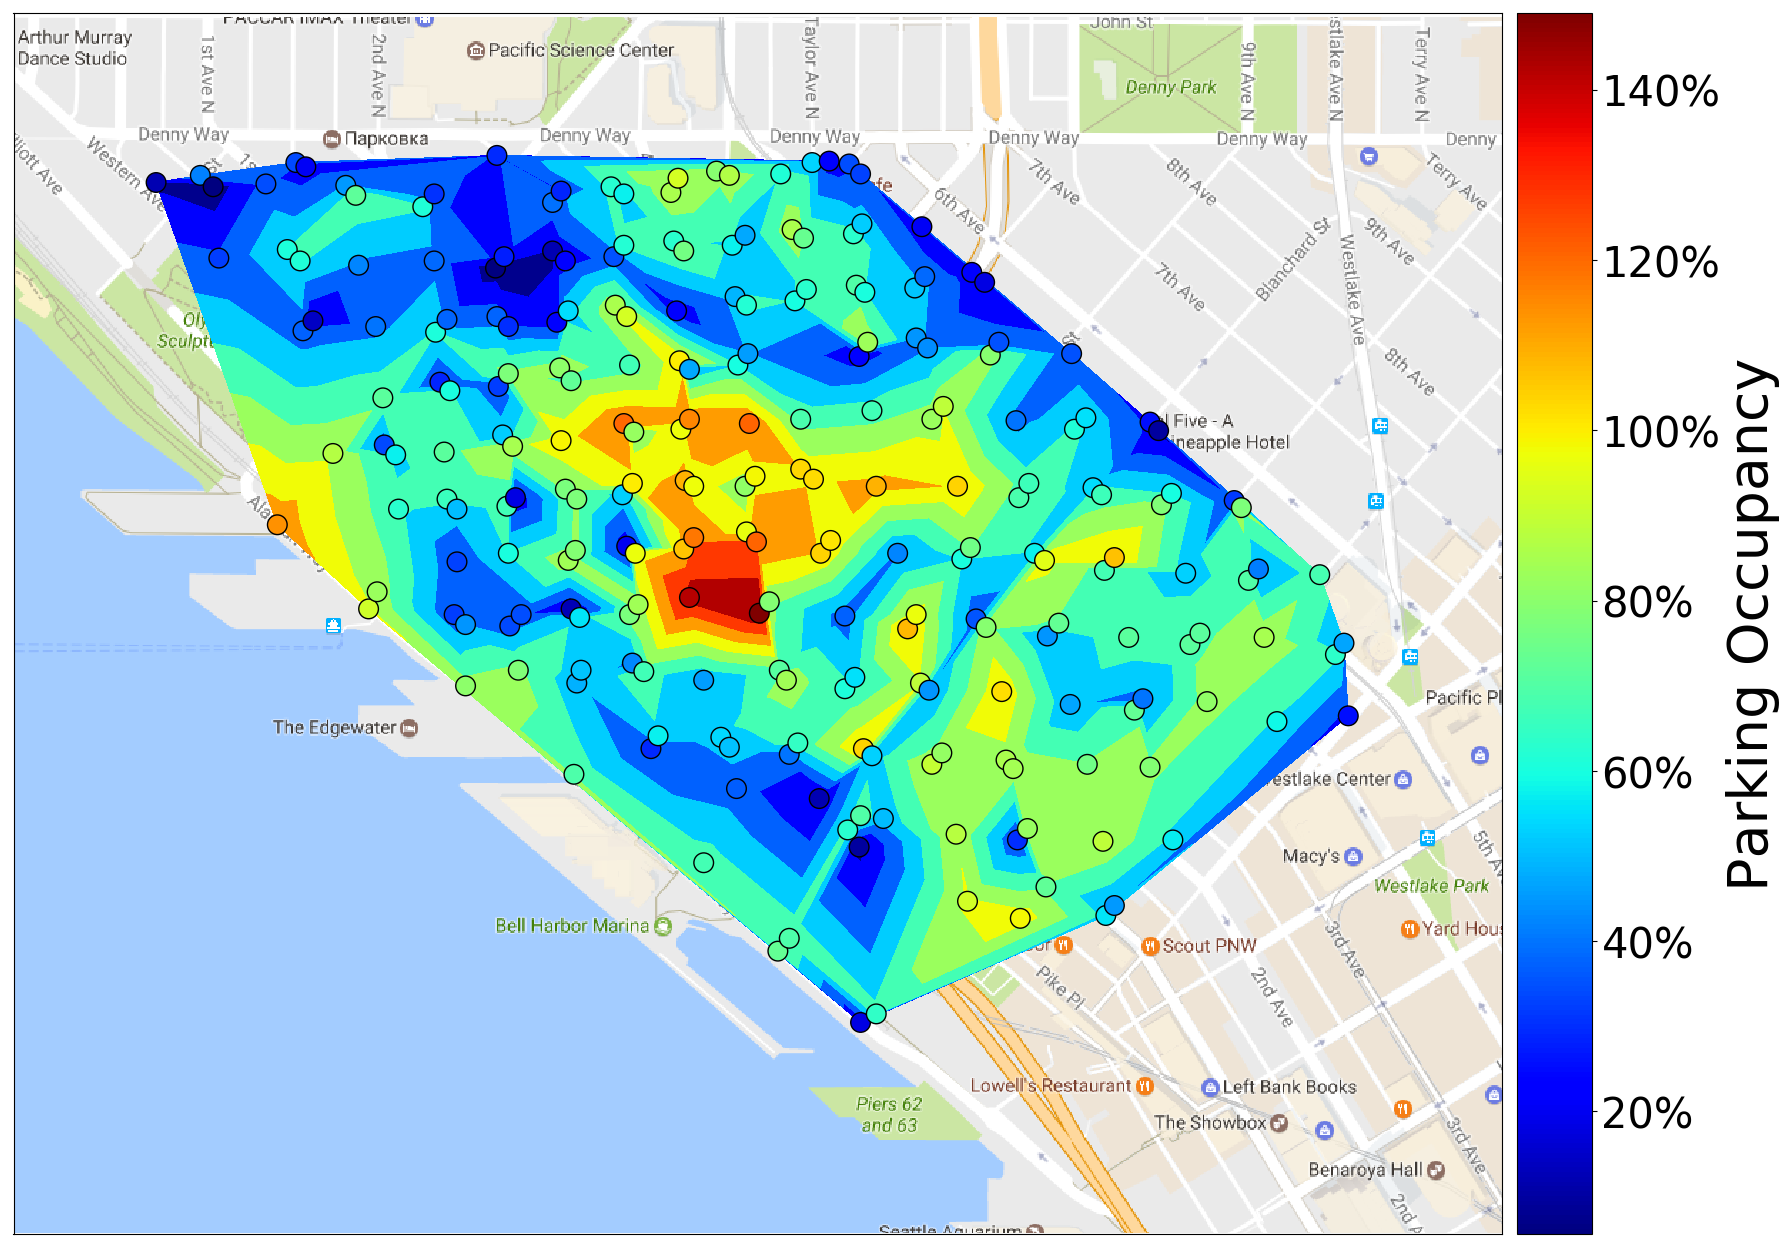 PACCAR IMAX Theater
John St
Arthur Murray
Dance Studio
1st Ave N
2nd Ave N
Pacific Science Center
Taylor Ave N
Denny Park
9th Ave N
Terry Ave N
140%
Denny Way
Парковка
Denny Way
Denny Way
Denny Way
Denny Way
Denny
Western Ave
6th Ave
7th Ave
8th Ave
Terry Ave
9th Ave
Blanchard St
Westlake Ave
7th Ave
120%
8th Ave
l Five - A
ineapple Hotel
100%
80%
Parking Occupancy
The Edgewater
Pacific Pl
60%
estlake Center
Macy's
5th A
Westlake Park
Bell Harbor Marina
Scout PNW
Yard Hous
3rd Ave
40%
Pike Pl
2nd Ave
Lowell's Restaurant
Left Bank Books
Piers 62
and 63
The Showbox
20%
3rd Ave
Benaroya Hall
2nd A
Seattle Aquarium